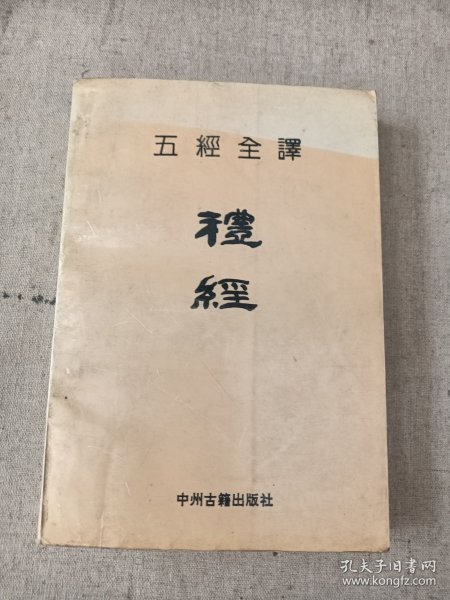 五經全譯
禮
經
中州古籍出版社
孔夫子旧书网
www.kongfz.com